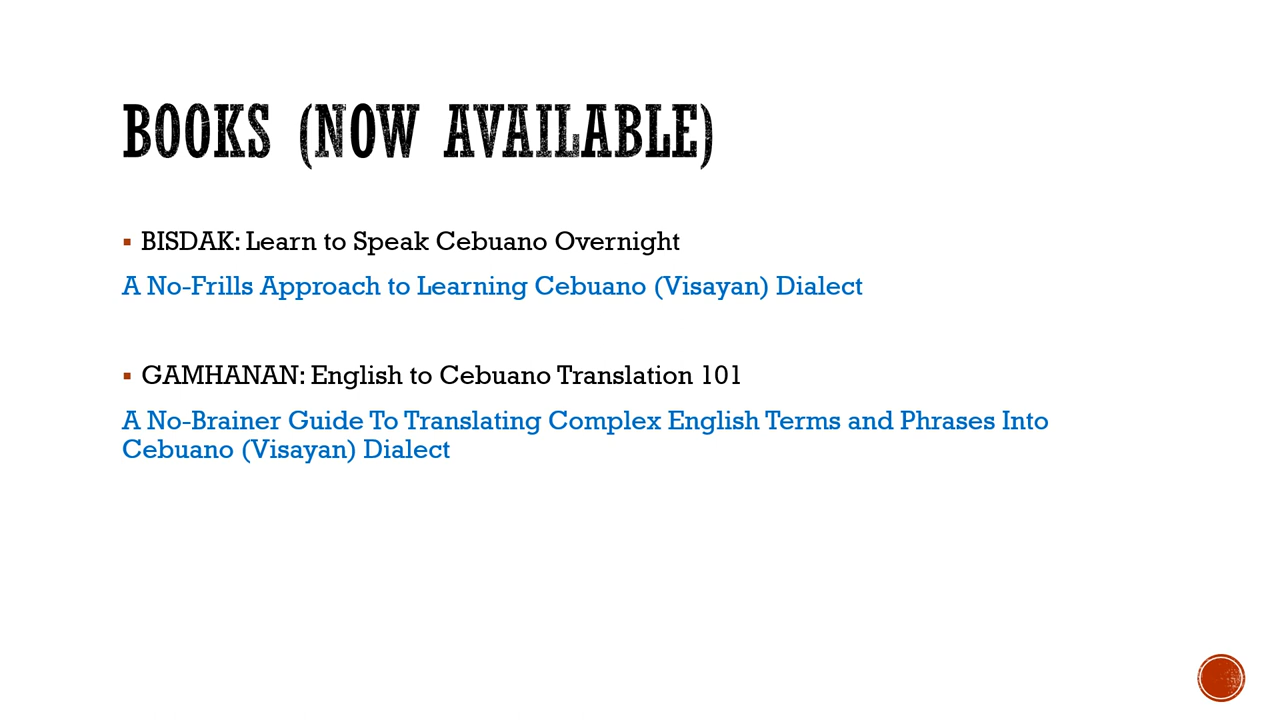 BOOKS (NOW AVAILABLE)
▪ BISDAK: Learn to Speak Cebuano Overnight
A No-Frills Approach to Learning Cebuano (Visayan) Dialect
▪ GAMHANAN: English to Cebuano Translation 101
A No-Brainer Guide To Translating Complex English Terms and Phrases Into
Cebuano (Visayan) Dialect